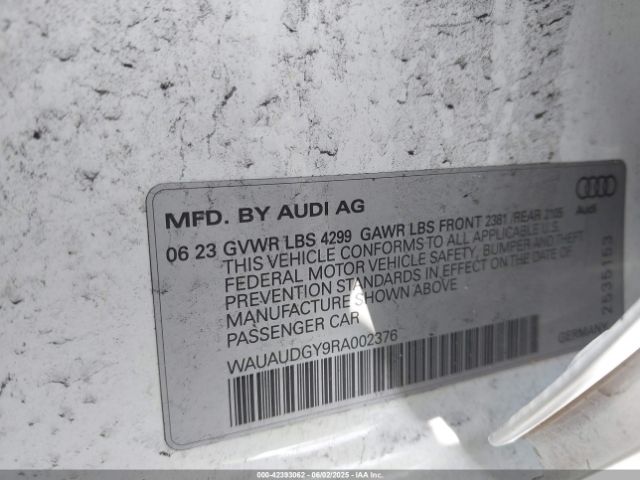 MFD. BY AUDI AG
06 23 GVWR LBS 4299 GAWR LBS FRONT 2381 /REAR 2105
THIS VEHICLE CONFORMS TO ALL APPLICABLE U.S.
FEDERAL MOTOR VEHICLE SAFETY, BUMPER AND THEFT
PREVENTION STANDARDS IN EFFECT ON THE DATE OF
MANUFACTURE SHOWN ABOVE
PASSENGER CAR
WAUAUDGY9RA002376
Audi
2535153
GERMANY
000-42393062 - 06/02/2025 - IAA Inc.